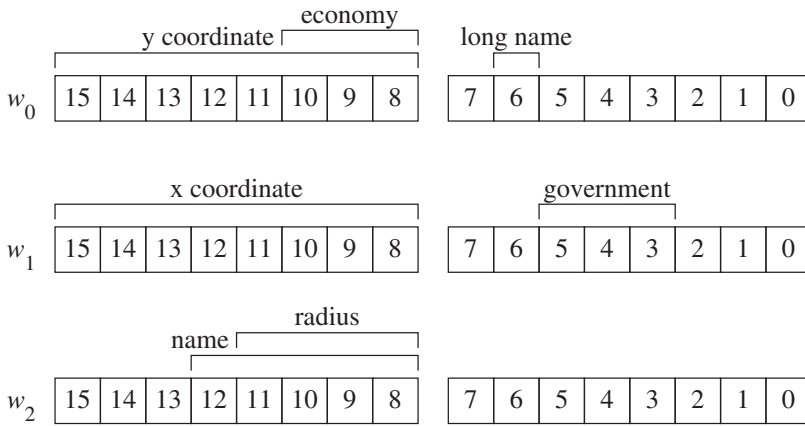 economy
y coordinate long name
w0 15 14 13 12 11 10 9 8 7 6 5 4 3 2 1 0
x coordinate government
w1 15 14 13 12 11 10 9 8 7 6 5 4 3 2 1 0
radius
name
w2 15 14 13 12 11 10 9 8 7 6 5 4 3 2 1 0